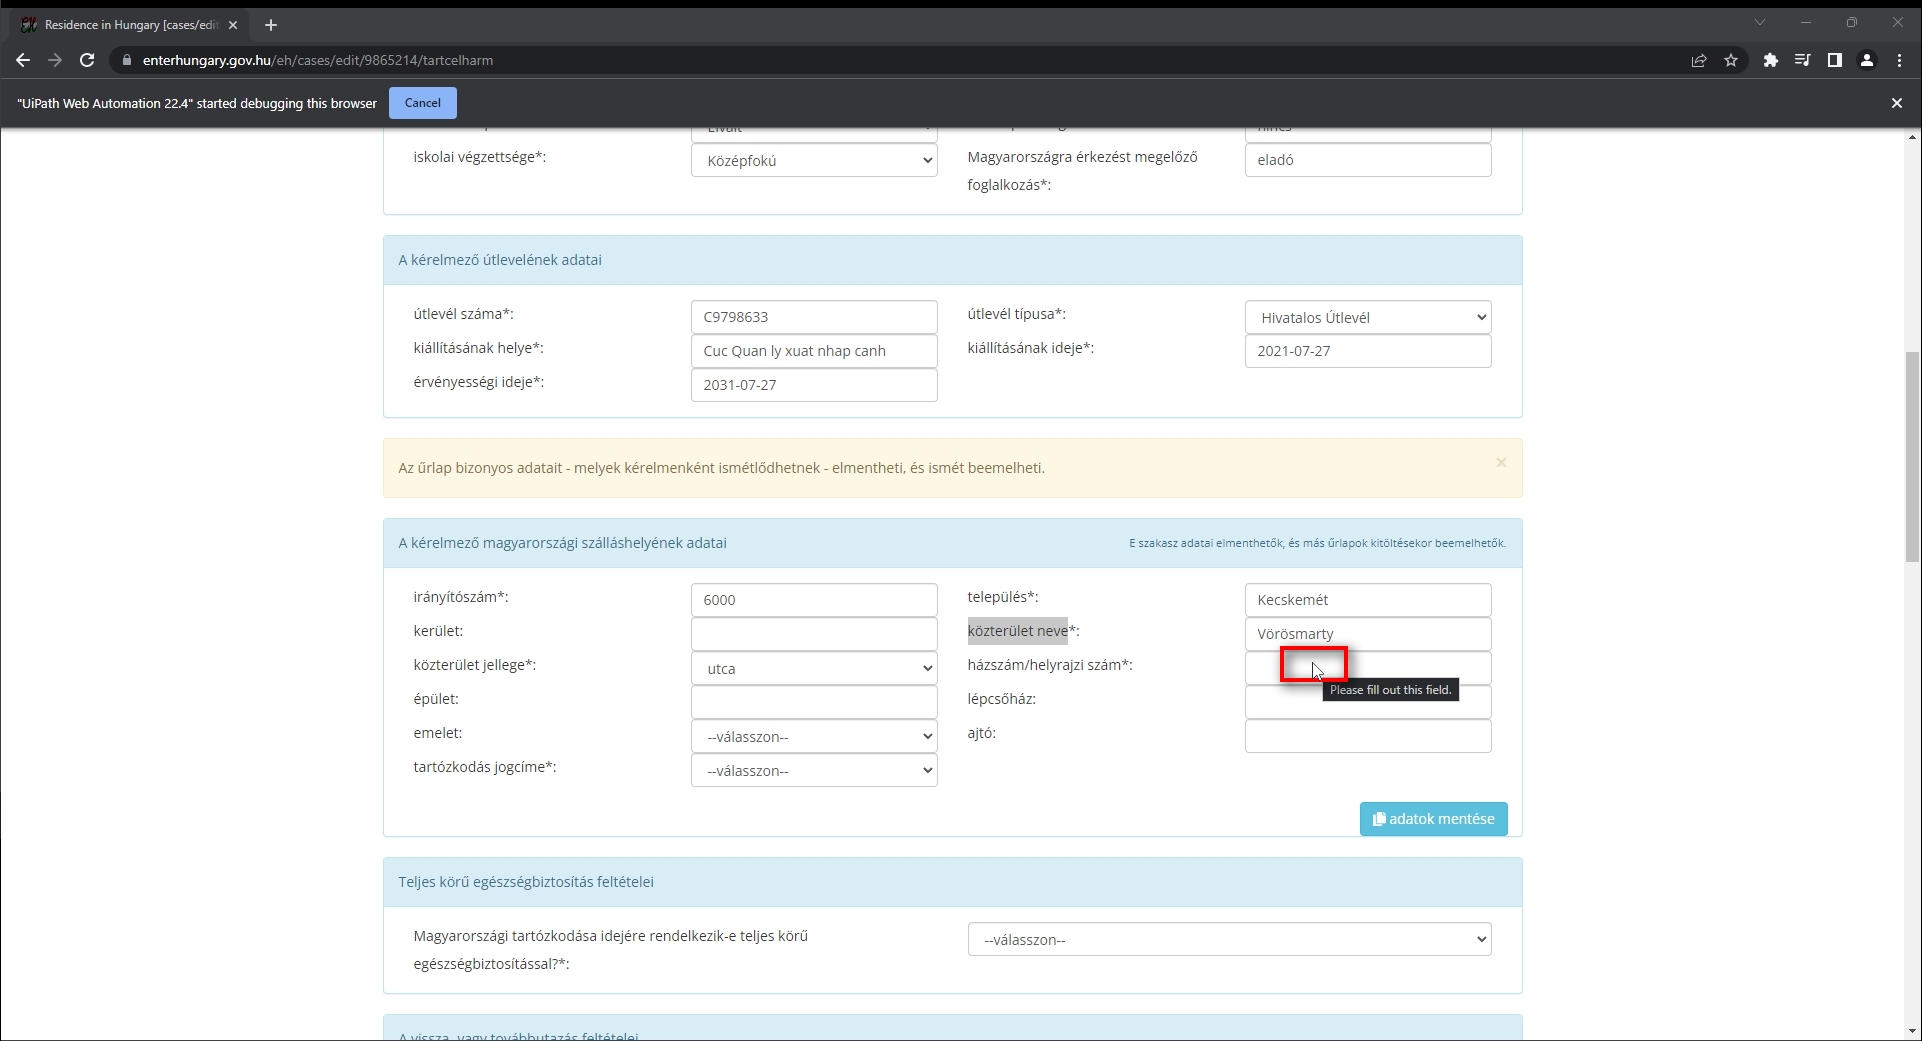 Residence in Hungary [cases/edit
enterhungary.gov.hu/eh/cases/edit/9865214/tartcelharm
"UiPath Web Automation 22.4" started debugging this browser
Cancel
Elvált
nincs
iskolai végzettsége*:
Középfokú
Magyarországra érkezést megelőző
foglalkozás*:
eladó
A kérelmező útlevelének adatai
útlevél száma*:
C9798633
útlevél típusa*:
Hivatalos Útlevél
kiállításának helye*:
Cuc Quan ly xuat nhap canh
kiállításának ideje*:
2021-07-27
érvényességi ideje*:
2031-07-27
Az űrlap bizonyos adatait - melyek kérelmenként ismétlődhetnek - elmentheti, és ismét beemelheti.
A kérelmező magyarországi szálláshelyének adatai
E szakasz adatai elmenthetők, és más űrlapok kitöltésekor beemelhetők.
irányítószám*:
6000
település*:
Kecskemét
kerület:
közterület neve*:
Vörösmarty
közterület jellege*:
utca
házszám/helyrajzi szám*:
Please fill out this field.
épület:
lépcsőház:
emelet:
--válasszon--
ajtó:
tartózkodás jogcíme*:
--válasszon--
adatok mentése
Teljes körű egészségbiztosítás feltételei
Magyarországi tartózkodása idejére rendelkezik-e teljes körű
egészségbiztosítással?*:
--válasszon--
A vissza- vagy továbbutazás feltételei